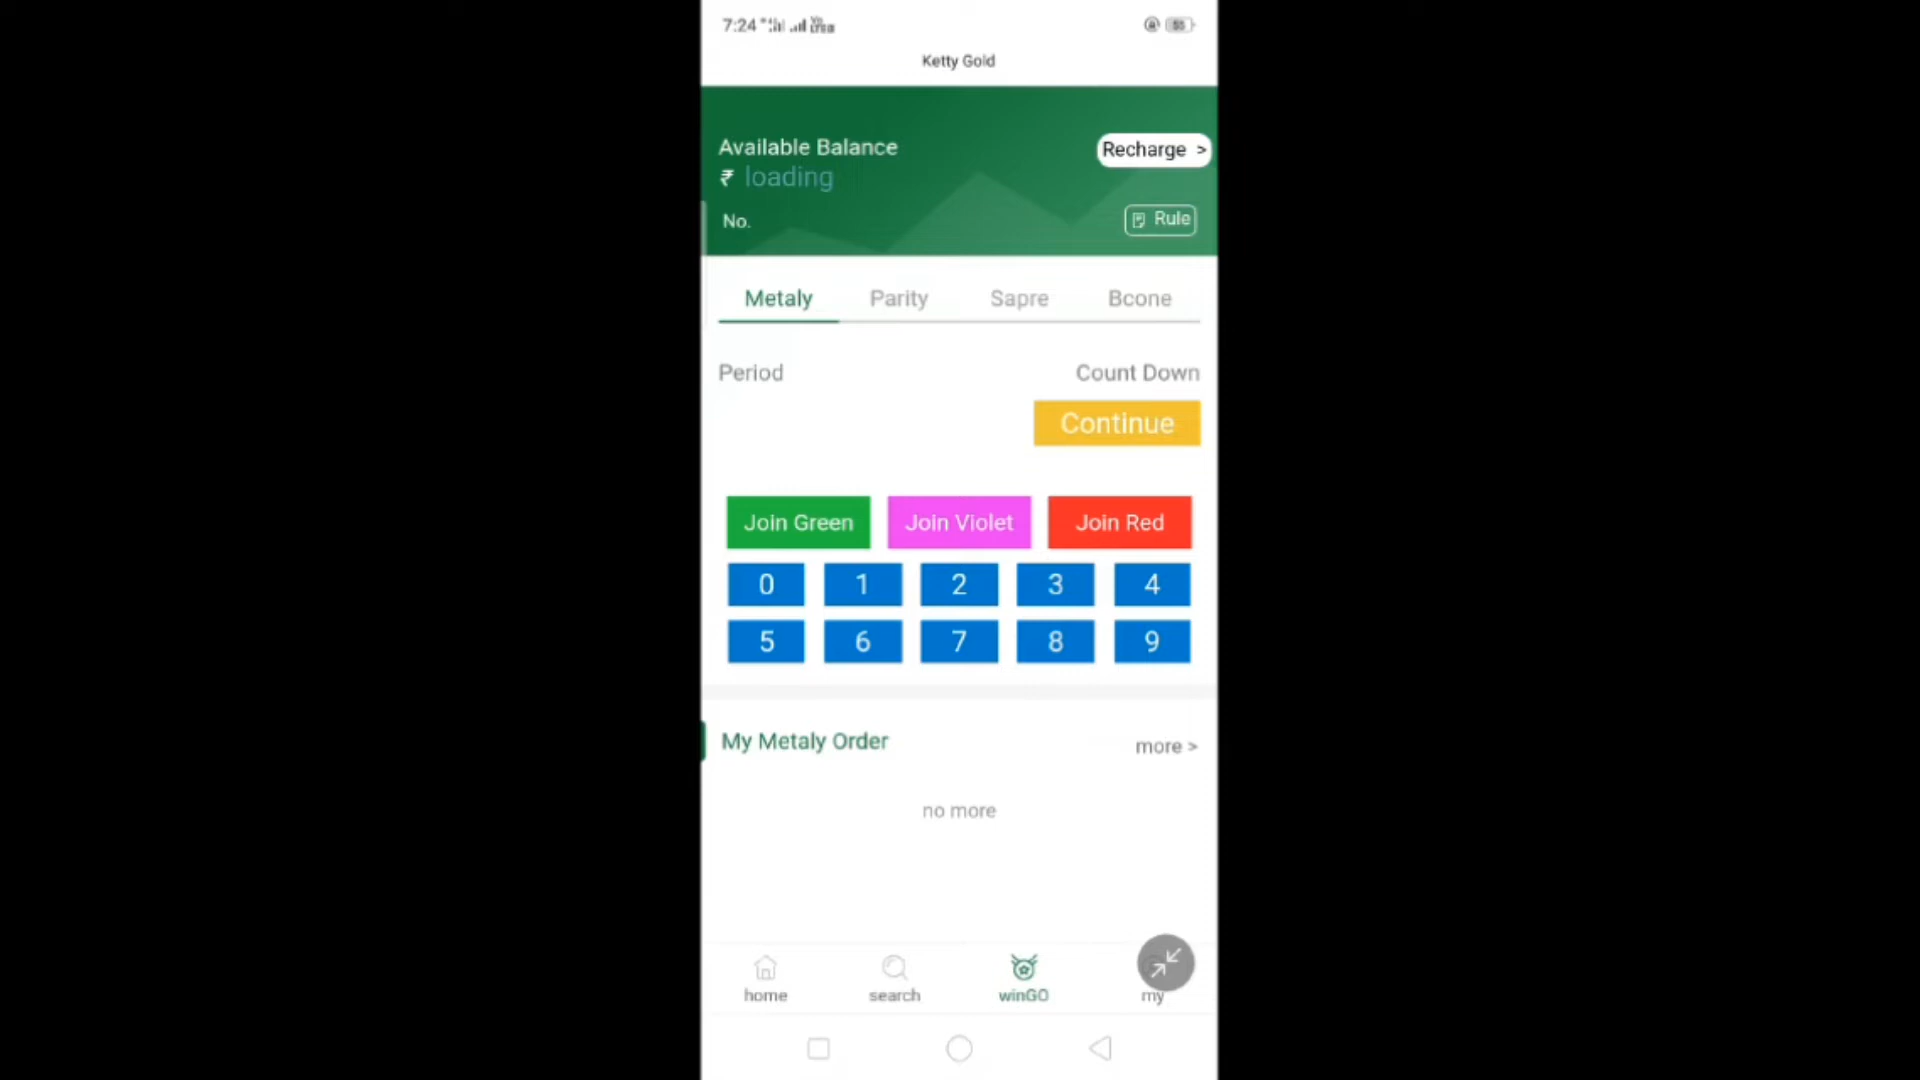 7:24
55
Ketty Gold
Available Balance
Recharge >
₹ loading
No.
Rule
Metaly Parity Sapre Bcone
Period Count Down
Continue
Join Green Join Violet Join Red
0 1 2 3 4
5 6 7 8 9
My Metaly Order more >
no more
home search winGO my